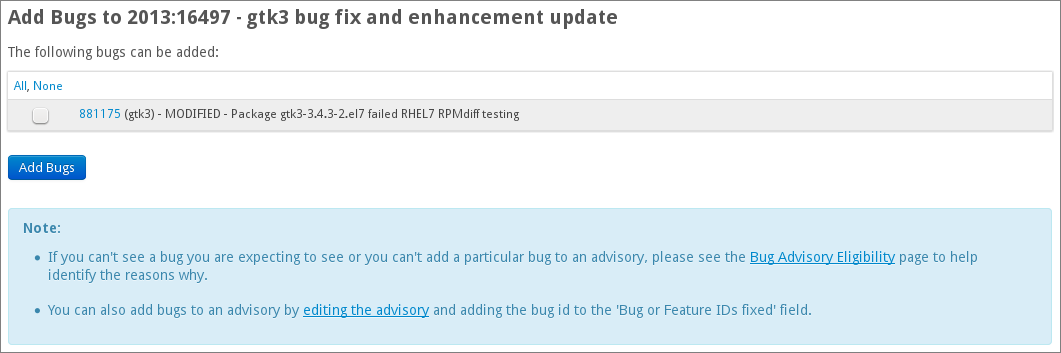 Add Bugs to 2013:16497 - gtk3 bug fix and enhancement update
The following bugs can be added:
All, None
881175 (gtk3) - MODIFIED - Package gtk3-3.4.3-2.el7 failed RHEL7 RPMdiff testing
Add Bugs
Note:
• If you can't see a bug you are expecting to see or you can't add a particular bug to an advisory, please see the Bug Advisory Eligibility page to help
identify the reasons why.
• You can also add bugs to an advisory by editing the advisory and adding the bug id to the 'Bug or Feature IDs fixed' field.